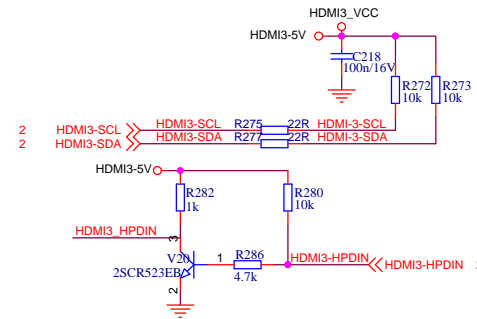 HDMI3_VCC
HDMI3-5V
C218
100n/16V
R272
10k
R273
10k
2 HDMI3-SCL HDMI3-SCL R275 22R HDMI-3-SCL
2 HDMI3-SDA HDMI3-SDA R277 22R HDMI-3-SDA
HDMI3-5V
R282
1k
R280
10k
HDMI3_HPDIN
3
V20
2SCR523EB
1
R286
4.7k
HDMI3-HPDIN
HDMI3-HPDIN
2